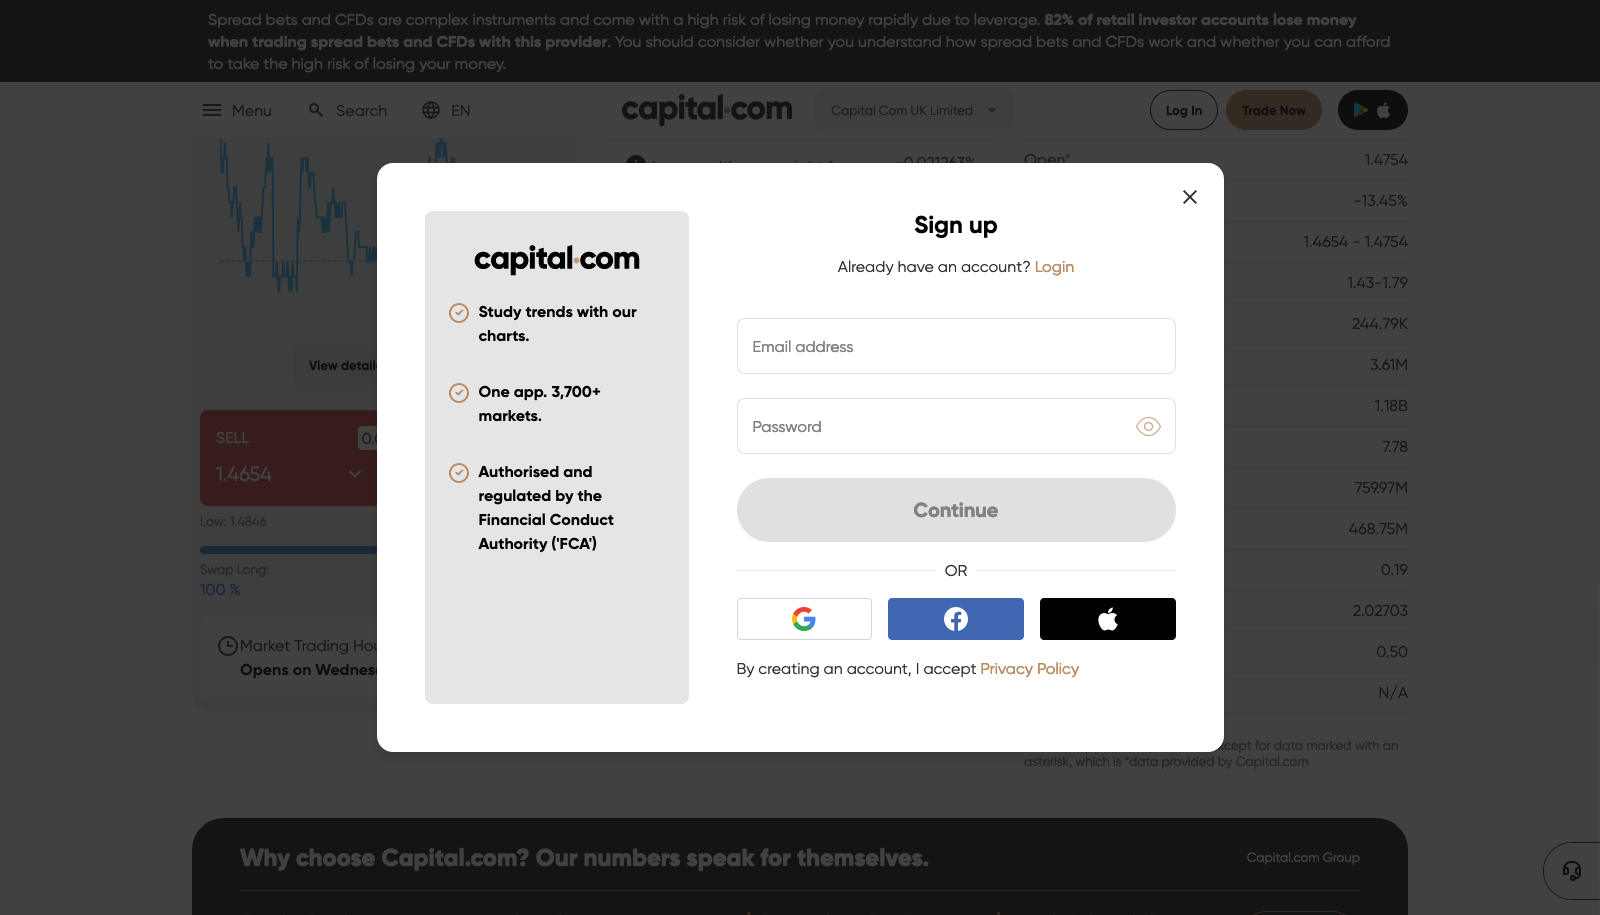 Spread bets and CFDs are complex instruments and come with a high risk of losing money rapidly due to leverage. 82% of retail investor accounts lose money
when trading spread bets and CFDs with this provider. You should consider whether you understand how spread bets and CFDs work and whether you can afford
to take the high risk of losing your money.
Menu
Search
EN
capital.com
Capital Com UK Limited
Log In
Trade Now
Open*
1.4754
-13.45%
1.4654 - 1.4754
1.43-1.79
244.79K
3.61M
1.18B
7.78
759.97M
468.75M
0.19
2.02703
0.50
N/A
View detail
SELL
1.4654
Low: 1.4846
Swap Long:
100 %
Market Trading Hou
Opens on Wednes
capital.com
Study trends with our
charts.
One app. 3,700+
markets.
Authorised and
regulated by the
Financial Conduct
Authority ('FCA')
Sign up
Already have an account? Login
Email address
Password
Continue
OR
By creating an account, I accept Privacy Policy
cept for data marked with an
asterisk, which is *data provided by Capital.com
Why choose Capital.com? Our numbers speak for themselves.
Capital.com Group